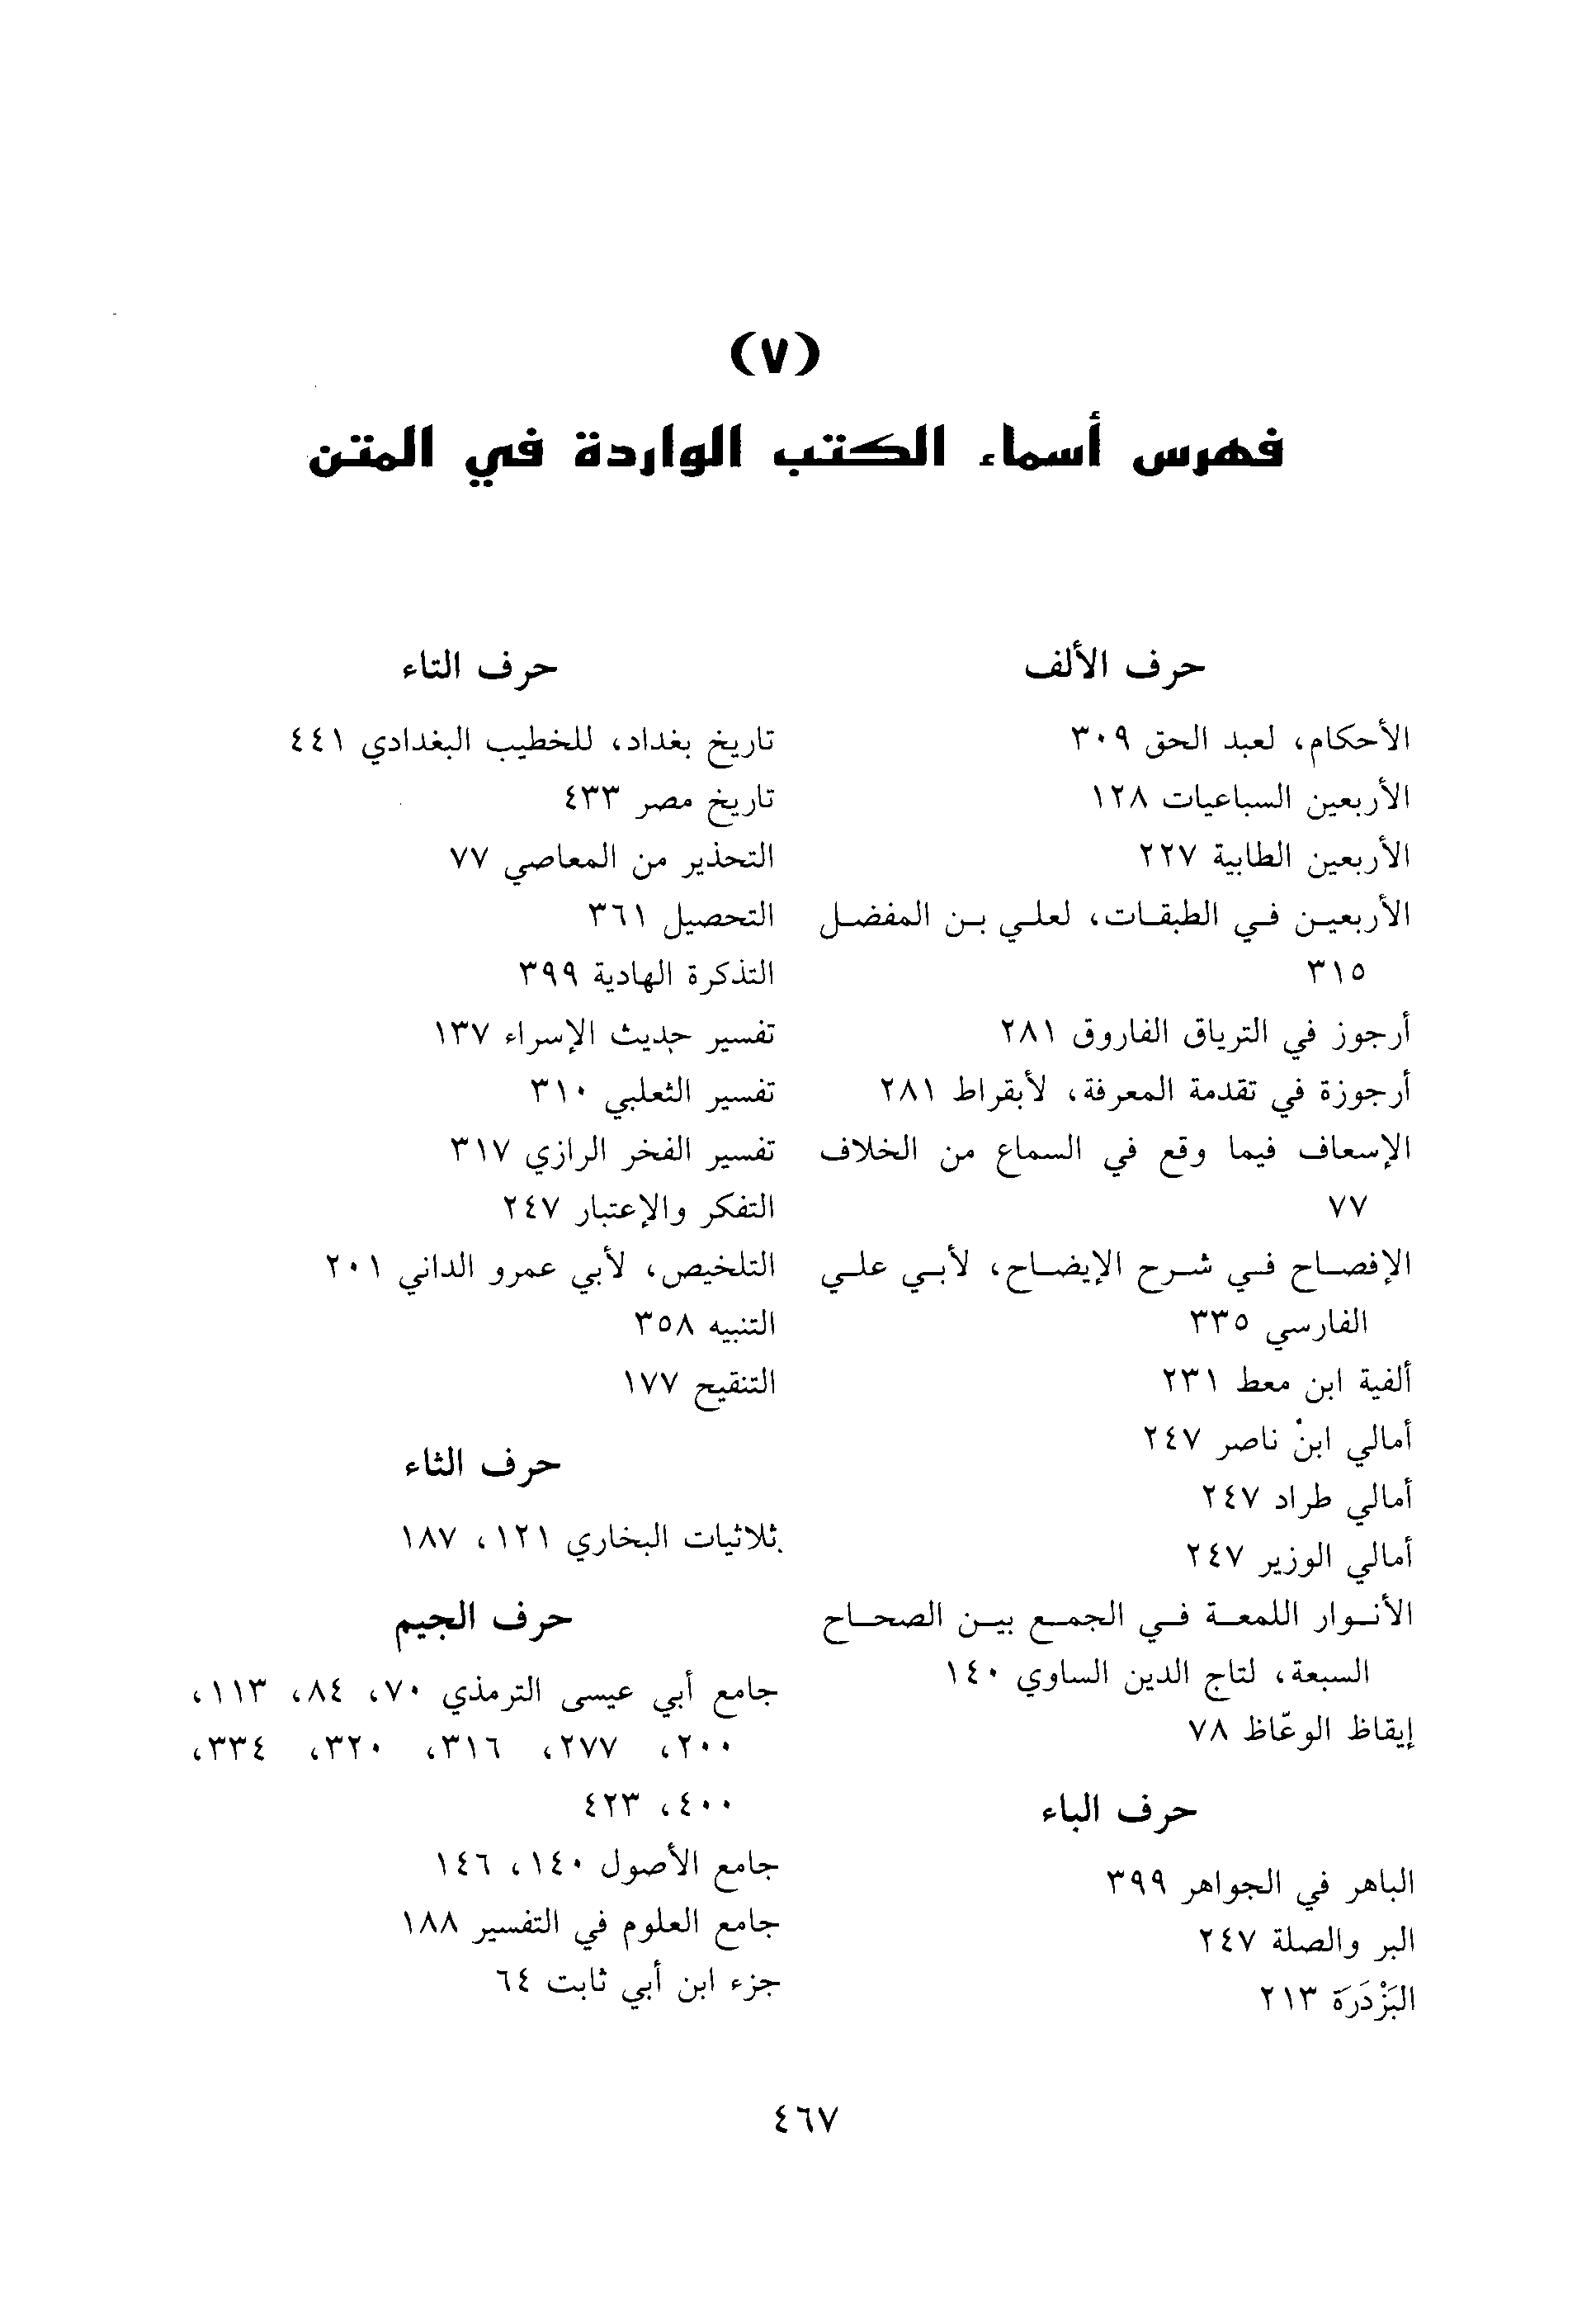 (٧)
فهرس أسماء الكتب الواردة في المتن
حرف الألف
الأحكام، لعبد الحق ٣٠٩
الأربعين السباعيات ١٢٨
الأربعين الطابية ٢٢٧
الأربعين في الطبقات، لعلي بن المفضل
٣١٥
أرجوز في الترياق الفاروق ٢٨١
أرجوزة في تقدمة المعرفة، لأبقراط ٢٨١
الإسعاف فيما وقع في السماع من الخلاف
٧٧
الإفصاح في شرح الإيضاح، لأبي علي
الفارسي ٣٣٥
ألفية ابن معط ٢٣١
أمالي ابن ناصر ٢٤٧
أمالي طراد ٢٤٧
أمالي الوزير ٢٤٧
الأنوار اللمعة في الجمع بين الصحاح
السبعة، لتاج الدين الساوي ١٤٠
إيقاظ الوعّاظ ٧٨
حرف الباء
الباهر في الجواهر ٣٩٩
البر والصلة ٢٤٧
البَزْدَرَة ٢١٣
حرف التاء
تاريخ بغداد، للخطيب البغدادي ٤٤١
تاريخ مصر ٤٣٣
التحذير من المعاصي ٧٧
التحصيل ٣٦١
التذكرة الهادية ٣٩٩
تفسير حديث الإسراء ١٣٧
تفسير الثعلبي ٣١٠
تفسير الفخر الرازي ٣١٧
التفكر والإعتبار ٢٤٧
التلخيص، لأبي عمرو الداني ٢٠١
التنبيه ٣٥٨
التنقيح ١٧٧
حرف الثاء
ثلاثيات البخاري ١٢١، ١٨٧
حرف الجيم
جامع أبي عيسى الترمذي ٧٠، ٨٤، ١١٣،
٢٠٠، ٢٧٧، ٣١٦، ٣٢٠، ٣٣٤،
٤٠٠، ٤٢٣
جامع الأصول ١٤٠، ١٤٦
جامع العلوم في التفسير ١٨٨
جزء ابن أبي ثابت ٦٤
٤٦٧